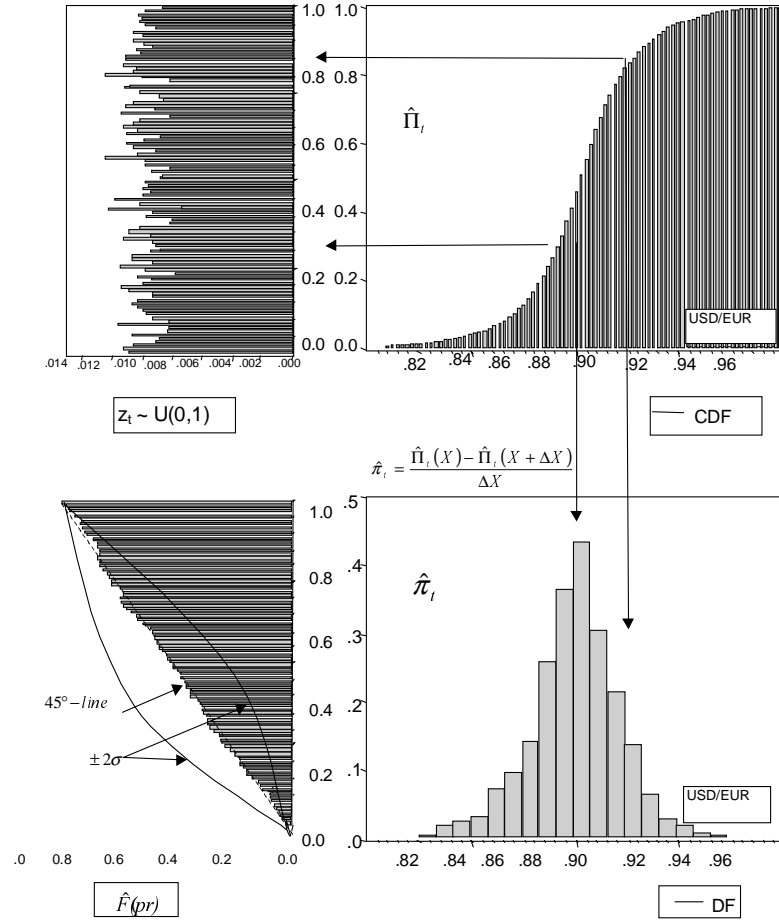 1.0
0.8
0.6
0.4
0.2
0.0
.014 .012 .010 .008 .006 .004 .002 .000
z_t ~ U(0,1)
1.0
0.8
0.6
0.4
0.2
0.0
Π̂_t
USD/EUR
.82 .84 .86 .88 .90 .92 .94 .96
CDF
π̂_t = (Π̂_t(X) − Π̂_t(X + ΔX)) / ΔX
1.0
0.8
0.6
0.4
0.2
0.0
45°−line
±2σ
.0 0.8 0.6 0.4 0.2 0.0
F̂(pr)
.5
.4
.3
.2
.1
.0
π̂_t
USD/EUR
.82 .84 .86 .88 .90 .92 .94 .96
DF